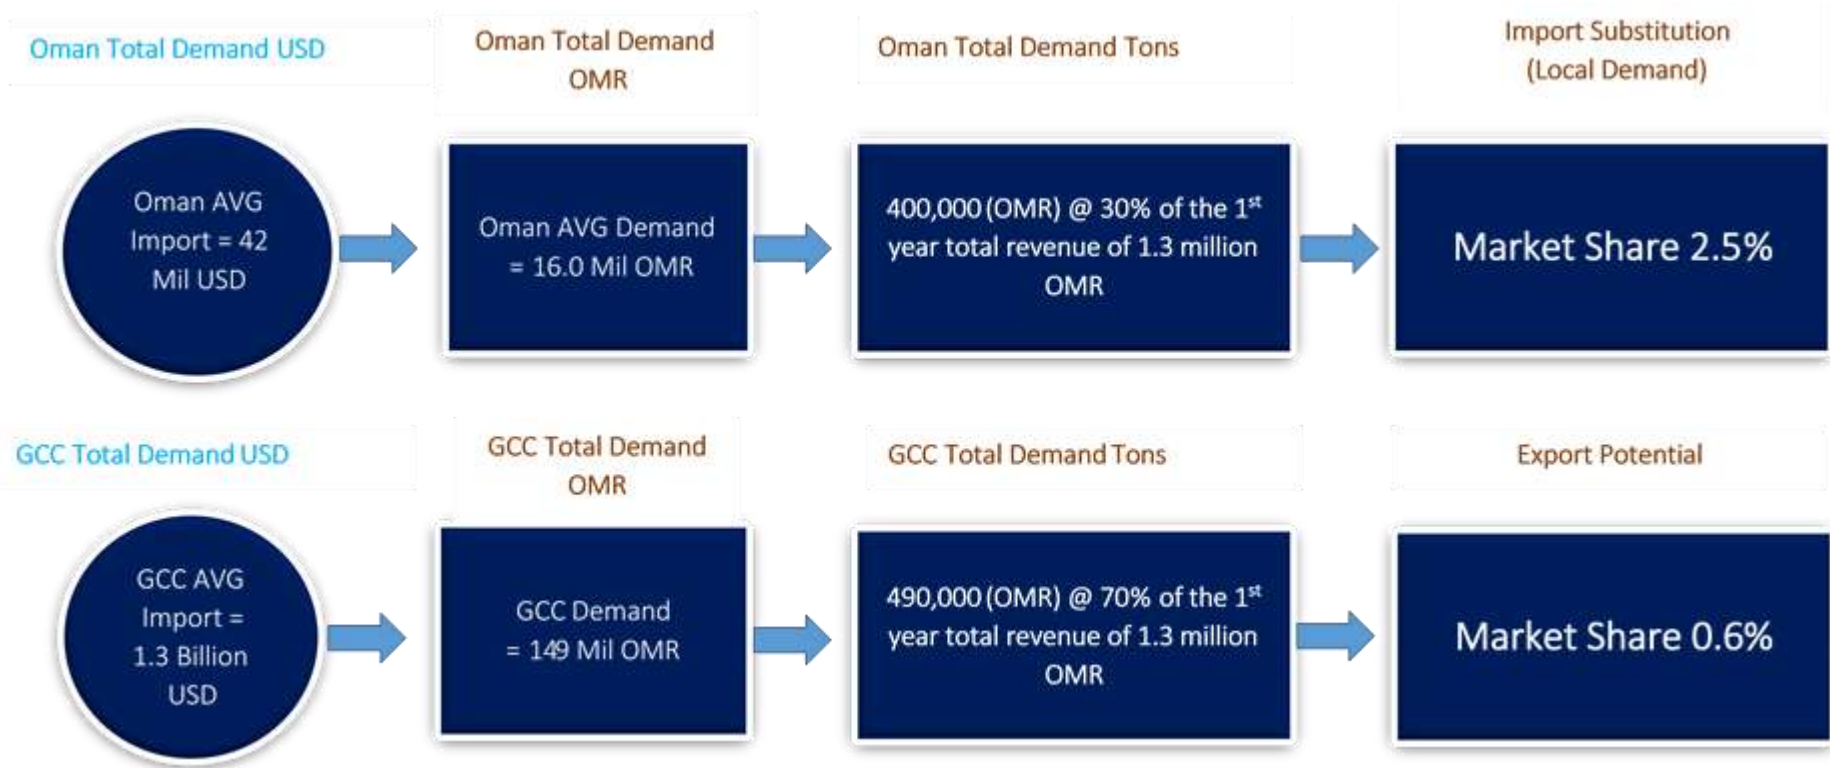 Oman Total Demand USD
Oman Total Demand
OMR
Oman Total Demand Tons
Import Substitution
(Local Demand)
Oman AVG
Import = 42
Mil USD
Oman AVG Demand
= 16.0 Mil OMR
400,000 (OMR) @ 30% of the 1st
year total revenue of 1.3 million
OMR
Market Share 2.5%
GCC Total Demand USD
GCC Total Demand
OMR
GCC Total Demand Tons
Export Potential
GCC AVG
Import =
1.3 Billion
USD
GCC Demand
= 149 Mil OMR
490,000 (OMR) @ 70% of the 1st
year total revenue of 1.3 million
OMR
Market Share 0.6%